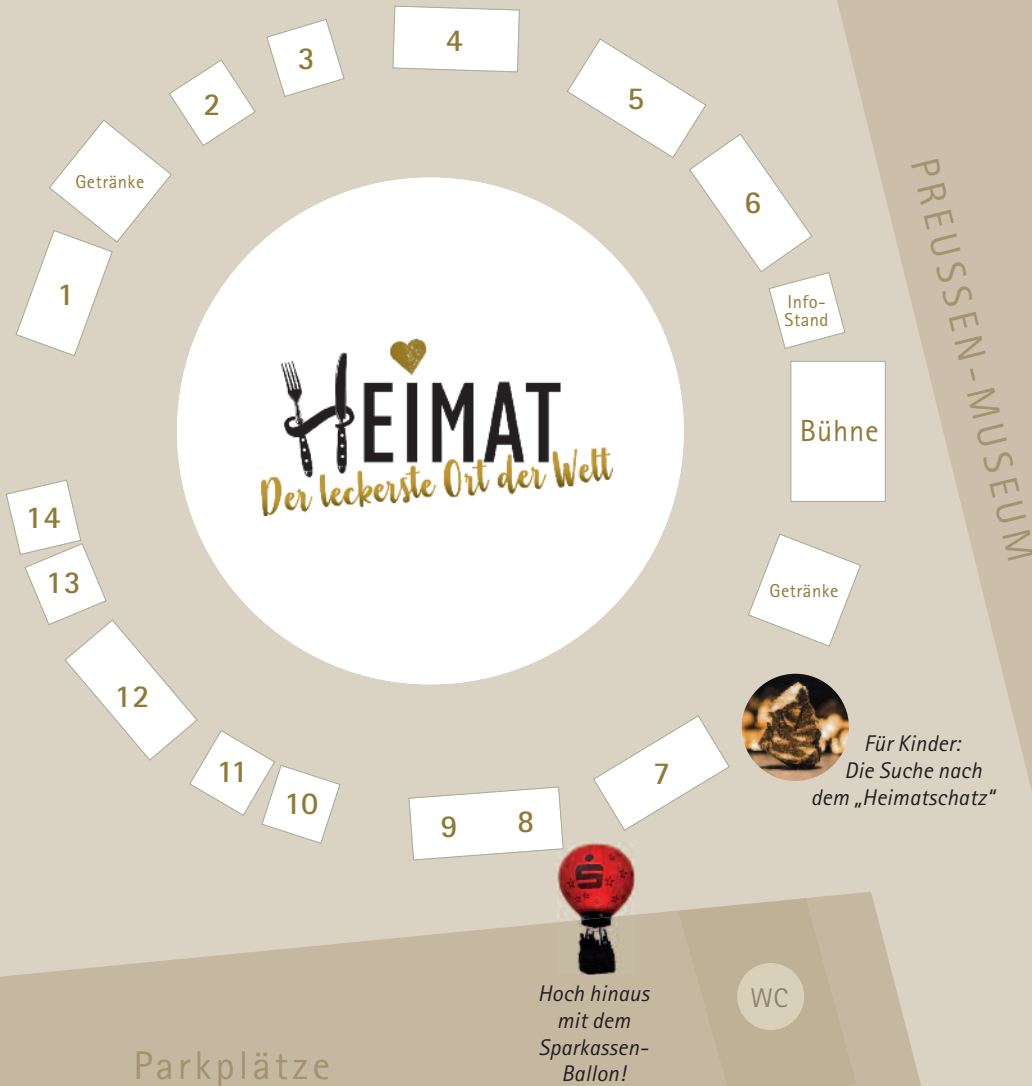 4
3
5
2
Getränke
6
1
Info-
Stand
PREUSSEN-MUSEUM
HEIMAT
Der leckerste Ort der Welt
Bühne
14
13
Getränke
12
11
10
9
8
7
Für Kinder:
Die Suche nach
dem „Heimatschatz“
S
Hoch hinaus
mit dem
Sparkassen-
Ballon!
WC
Parkplätze